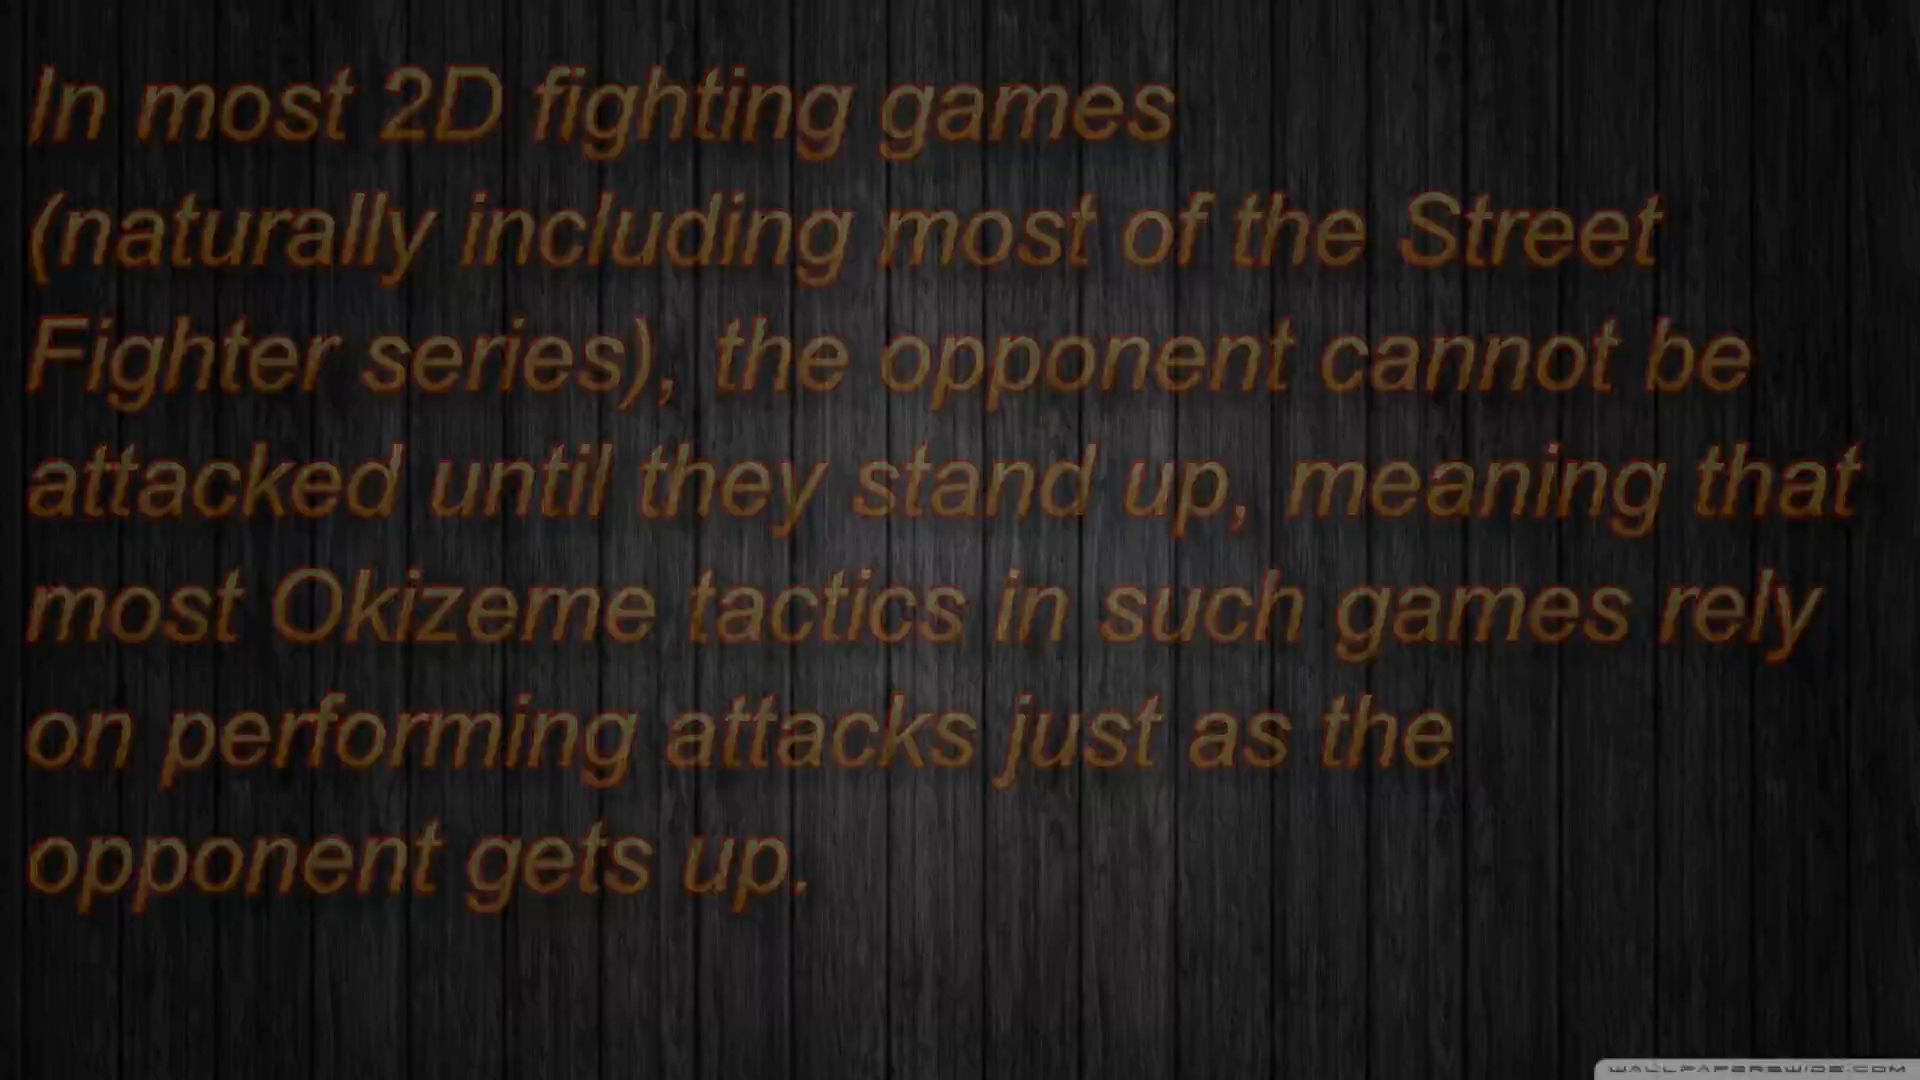 In most 2D fighting games
(naturally including most of the Street
Fighter series), the opponent cannot be
attacked until they stand up, meaning that
most Okizeme tactics in such games rely
on performing attacks just as the
opponent gets up.
WALLPAPERSWIDE.COM